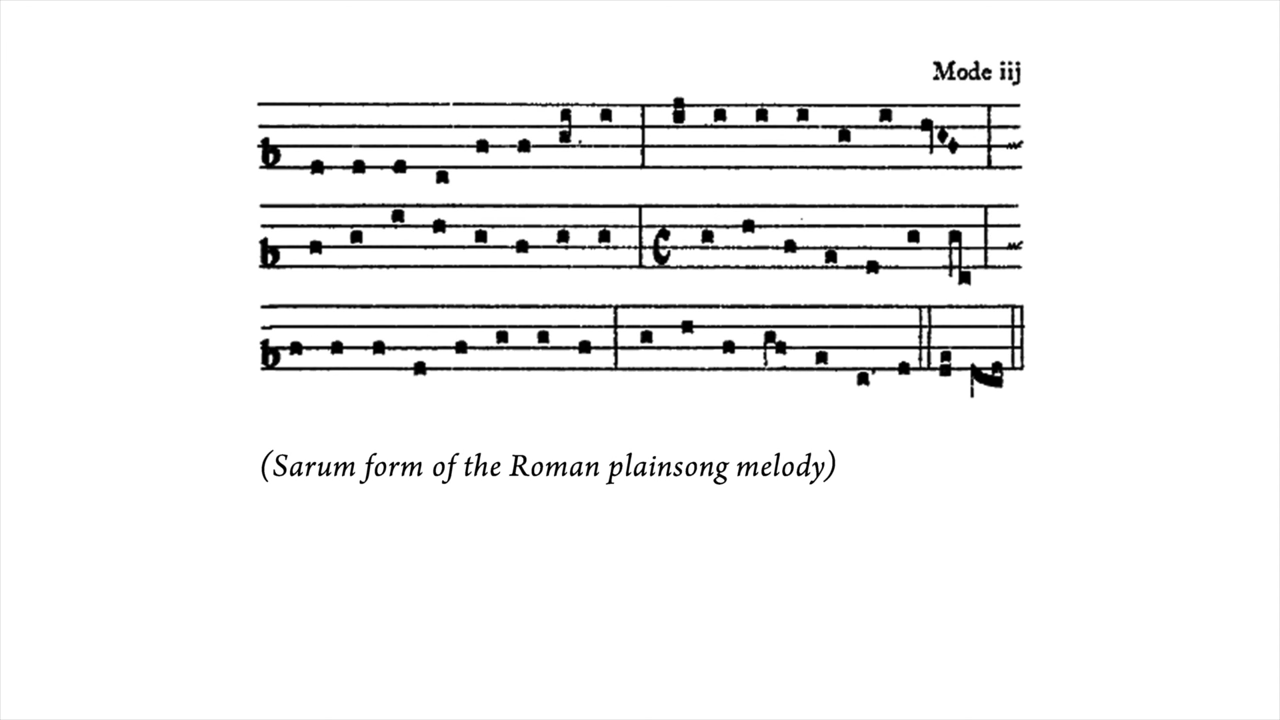 Mode iij
(Sarum form of the Roman plainsong melody)